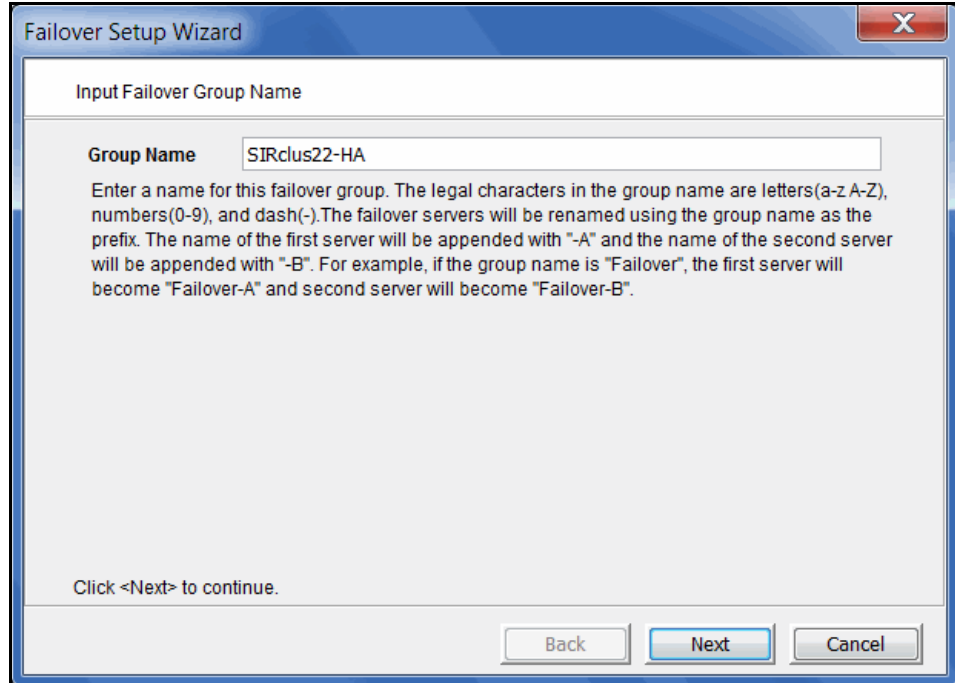 Failover Setup Wizard
X
Input Failover Group Name
Group Name SIRclus22-HA
Enter a name for this failover group. The legal characters in the group name are letters(a-z A-Z),
numbers(0-9), and dash(-).The failover servers will be renamed using the group name as the
prefix. The name of the first server will be appended with "-A" and the name of the second server
will be appended with "-B". For example, if the group name is "Failover", the first server will
become "Failover-A" and second server will become "Failover-B".
Click <Next> to continue.
Back Next Cancel